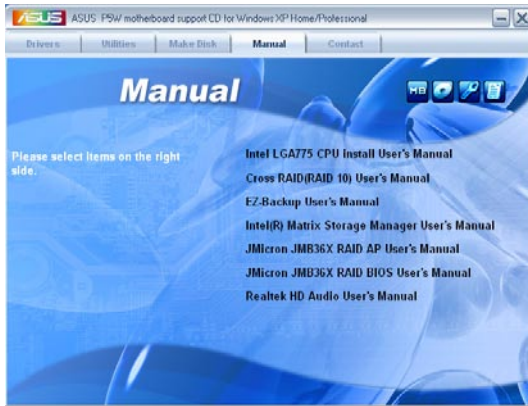 ASUS ASUS P5W motherboard support CD for Windows XP Home/Professional
Drivers Utilities Make Disk Manual Contact
Manual
MB
Please select items on the right
side.
Intel LGA775 CPU install User's Manual
Cross RAID(RAID 10) User's Manual
EZ-Backup User's Manual
Intel(R) Matrix Storage Manager User's Manual
JMicron JMB36X RAID AP User's Manual
JMicron JMB36X RAID BIOS User's Manual
Realtek HD Audio User's Manual